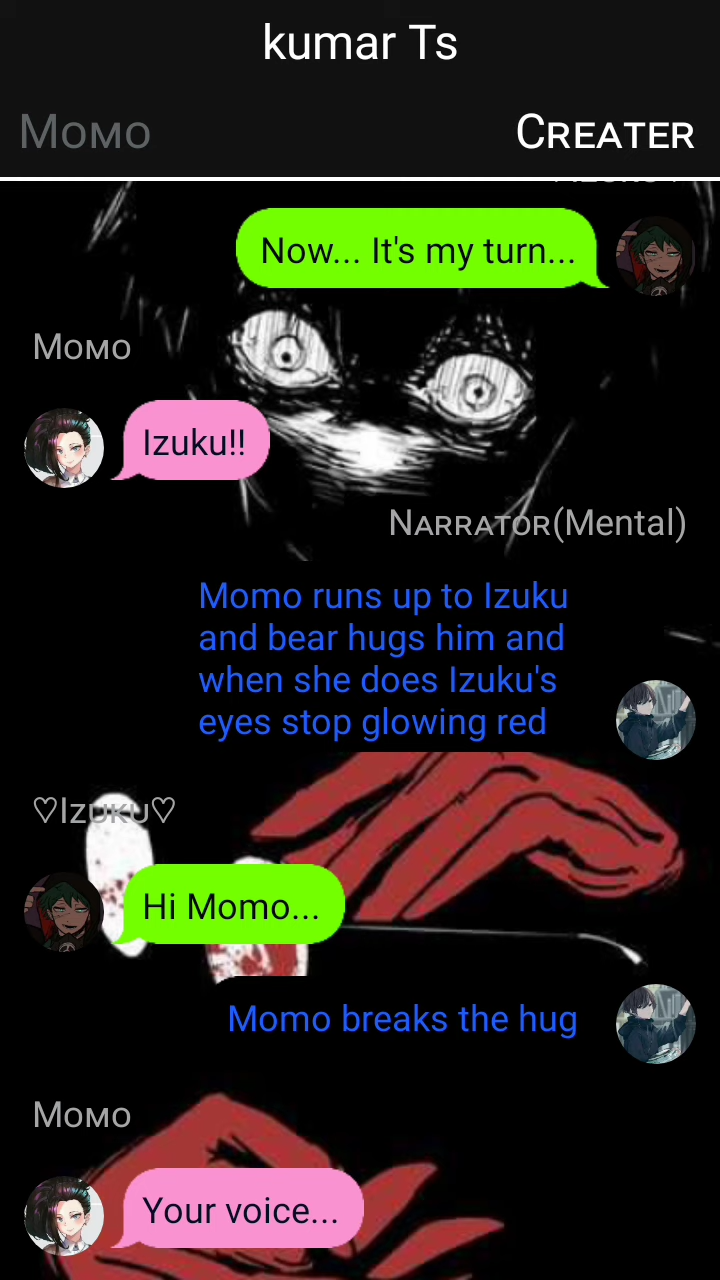 kumar Ts
Momo
Creater
Now... It's my turn...
Momo
Izuku!!
Narrator(Mental)
Momo runs up to Izuku
and bear hugs him and
when she does Izuku's
eyes stop glowing red
♡Izuku♡
Hi Momo...
Momo breaks the hug
Momo
Your voice...